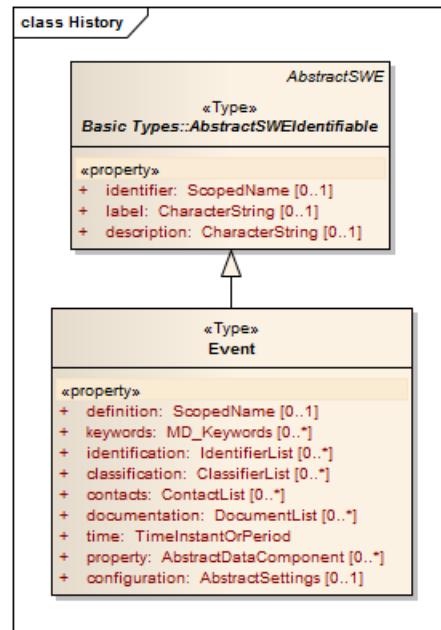 class History
AbstractSWE
«Type»
Basic Types::AbstractSWEIdentifiable
«property»
+ identifier: ScopedName [0..1]
+ label: CharacterString [0..1]
+ description: CharacterString [0..1]
«Type»
Event
«property»
+ definition: ScopedName [0..1]
+ keywords: MD_Keywords [0..*]
+ identification: IdentifierList [0..*]
+ classification: ClassifierList [0..*]
+ contacts: ContactList [0..*]
+ documentation: DocumentList [0..*]
+ time: TimeInstantOrPeriod
+ property: AbstractDataComponent [0..*]
+ configuration: AbstractSettings [0..1]